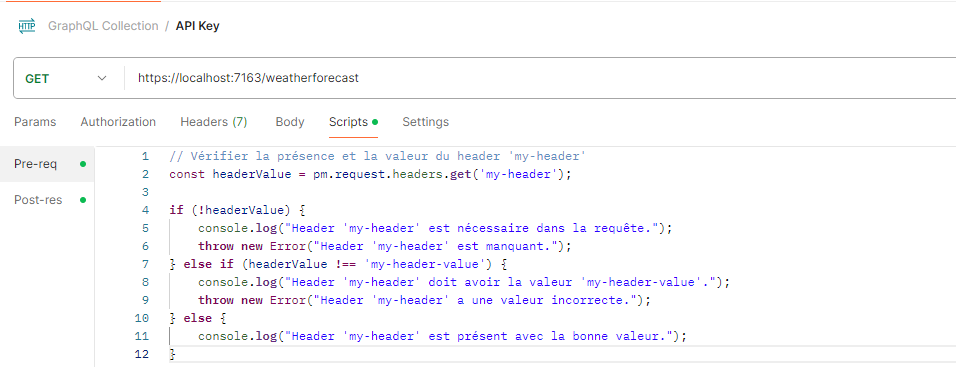 HTTP GraphQL Collection / API Key
GET https://localhost:7163/weatherforecast
Params Authorization Headers (7) Body Scripts Settings
Pre-req
Post-res
1 // Vérifier la présence et la valeur du header 'my-header'
2 const headerValue = pm.request.headers.get('my-header');
3
4 if (!headerValue) {
5 console.log("Header 'my-header' est nécessaire dans la requête.");
6 throw new Error("Header 'my-header' est manquant.");
7 } else if (headerValue !== 'my-header-value') {
8 console.log("Header 'my-header' doit avoir la valeur 'my-header-value'.");
9 throw new Error("Header 'my-header' a une valeur incorrecte.");
10 } else {
11 console.log("Header 'my-header' est présent avec la bonne valeur.");
12 }